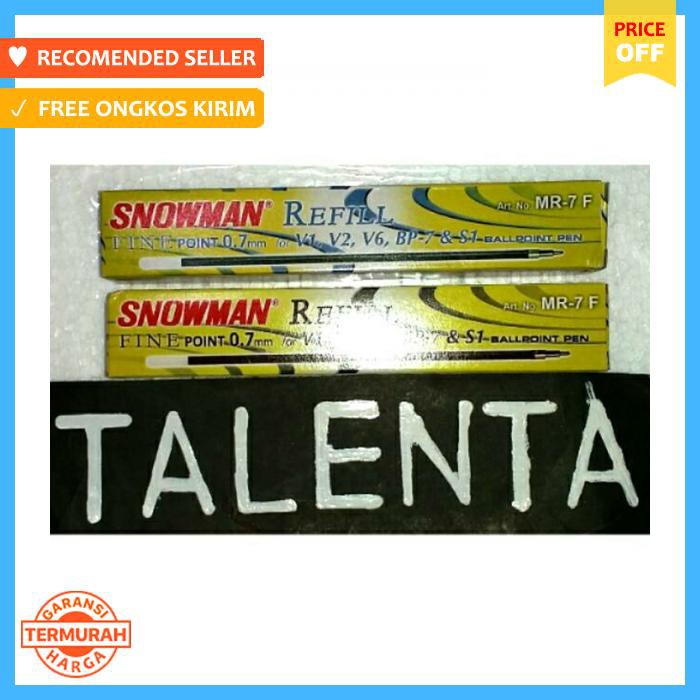 RECOMENDED SELLER
FREE ONGKOS KIRIM
PRICE
OFF
SNOWMAN® REFILL Art. No. MR-7 F
FINE POINT 0.7mm for V1, V2, V6, BP-7 & S1 BALLPOINT PEN
SNOWMAN® REFILL Art. No. MR-7 F
FINE POINT 0.7mm for & S1 BALLPOINT PEN
TALENTA
GARANSI
TERMURAH
HARGA